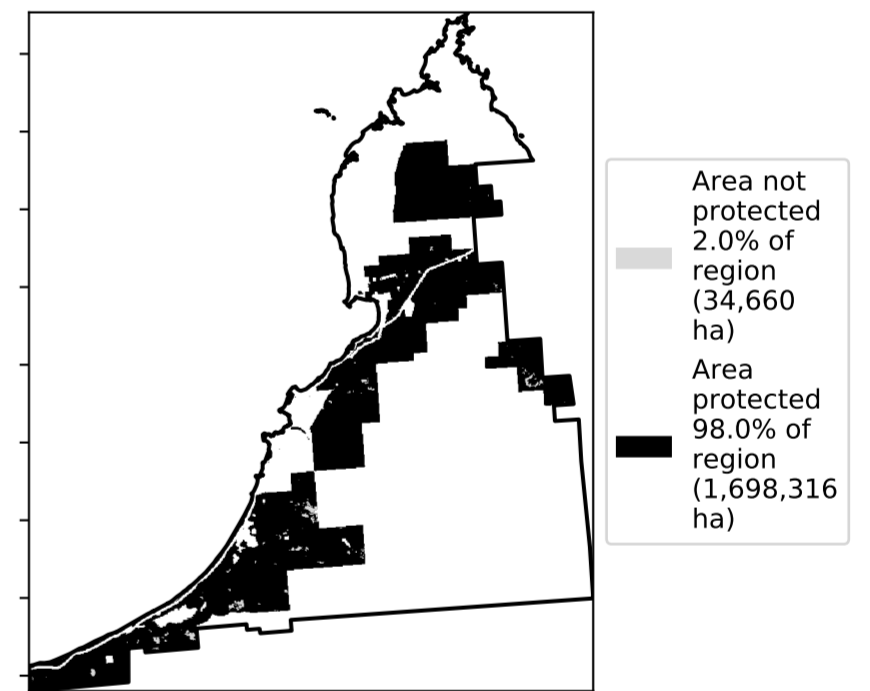 Area not
protected
2.0% of
region
(34,660
ha)
Area
protected
98.0% of
region
(1,698,316
ha)